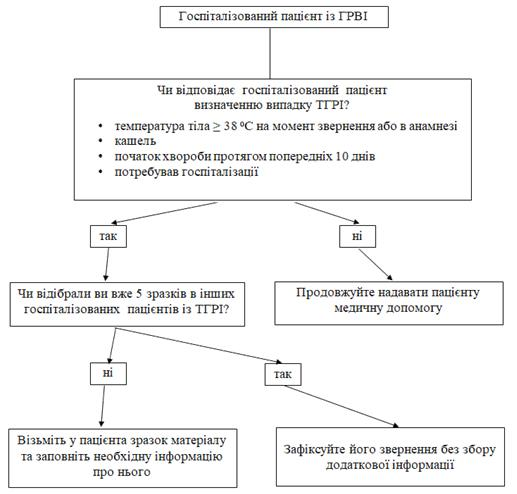 Госпіталізований пацієнт із ГРВІ
Чи відповідає госпіталізований пацієнт
визначенню випадку ТГРІ?
• температура тіла ≥ 38 ⁰С на момент звернення або в анамнезі
• кашель
• початок хвороби протягом попередніх 10 днів
• потребував госпіталізації
так
ні
Чи відібрали ви вже 5 зразків в інших
госпіталізованих пацієнтів із ТГРІ?
Продовжуйте надавати пацієнту
медичну допомогу
ні
так
Візьміть у пацієнта зразок матеріалу
та заповніть необхідну інформацію
про нього
Зафіксуйте його звернення без збору
додаткової інформації